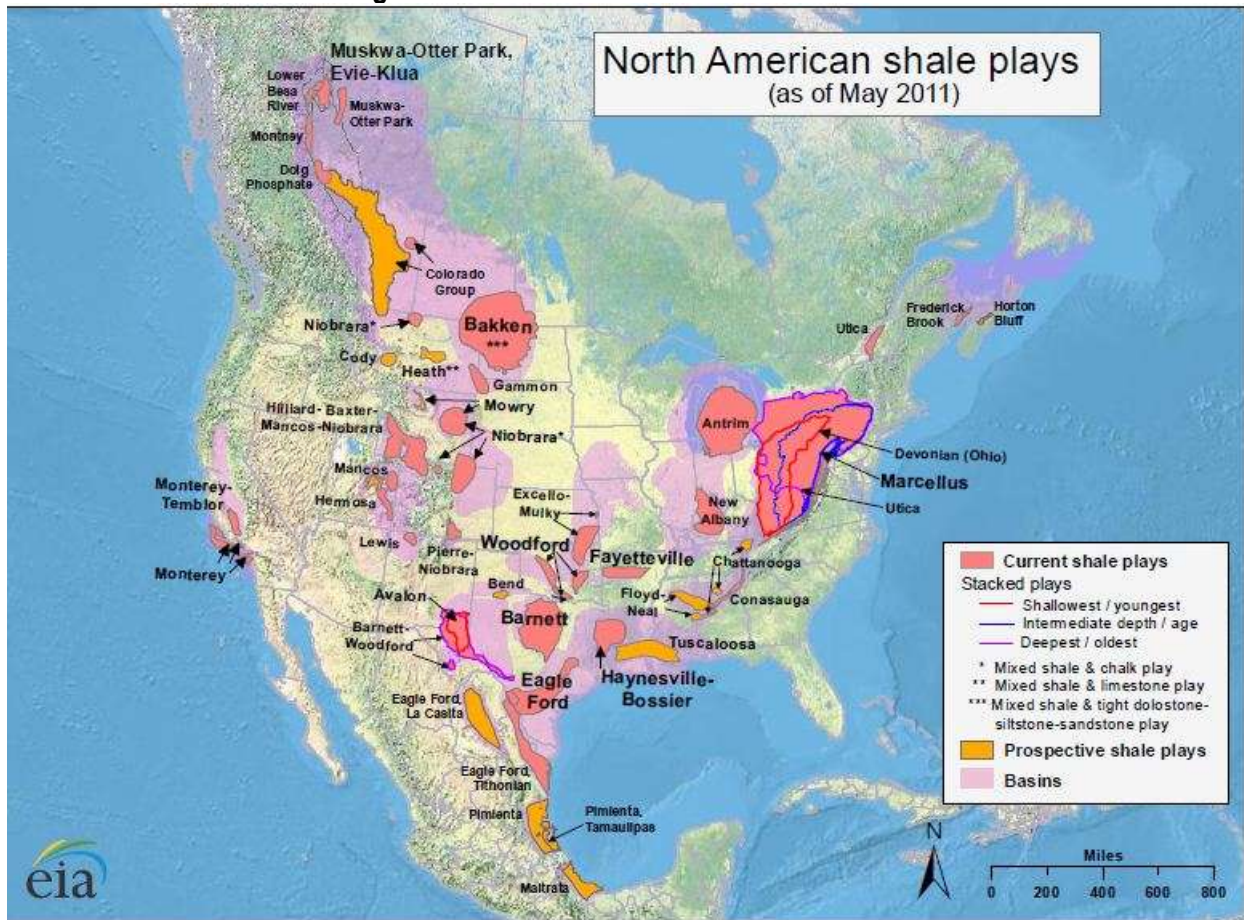 North American shale plays
(as of May 2011)
Muskwa-Otter Park,
Evie-Klua
Lower
Besa
River
Muskwa-
Otter Park
Montney
Doig
Phosphate
Colorado
Group
Niobrara*
Bakken
***
Cody
Heath**
Gammon
Mowry
Hilliard-Baxter-
Mancos-Niobrara
Niobrara*
Mancos
Hermosa
Monterey-
Temblor
Monterey
Lewis
Pierre-
Niobrara
Excello-
Mulky
Woodford
Fayetteville
Bend
Avalon
Barnett
Barnett-
Woodford
Floyd-
Neal
Chattanooga
Conasauga
Tuscaloosa
Haynesville-
Bossier
Eagle
Ford
Eagle Ford,
La Casita
Eagle Ford,
Tithonian
Pimienta
Pimienta,
Tamaulipas
Maltrata
Antrim
New
Albany
Devonian (Ohio)
Marcellus
Utica
Utica
Frederick
Brook
Horton
Bluff
Current shale plays
Stacked plays
Shallowest / youngest
Intermediate depth / age
Deepest / oldest
* Mixed shale & chalk play
** Mixed shale & limestone play
*** Mixed shale & tight dolostone-
siltstone-sandstone play
Prospective shale plays
Basins
N
Miles
0 200 400 600 800
eia